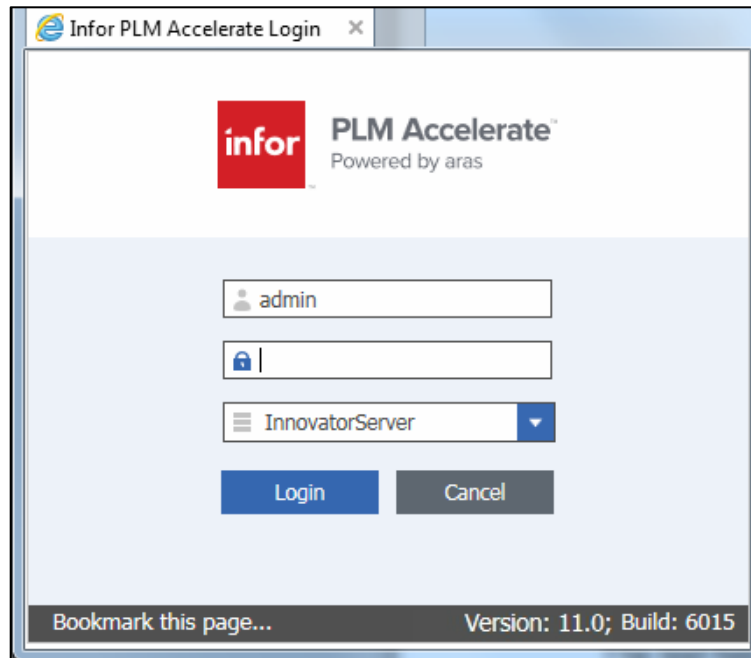 Infor PLM Accelerate Login
infor
PLM Accelerate™
Powered by aras
admin
InnovatorServer
Login
Cancel
Bookmark this page...
Version: 11.0; Build: 6015